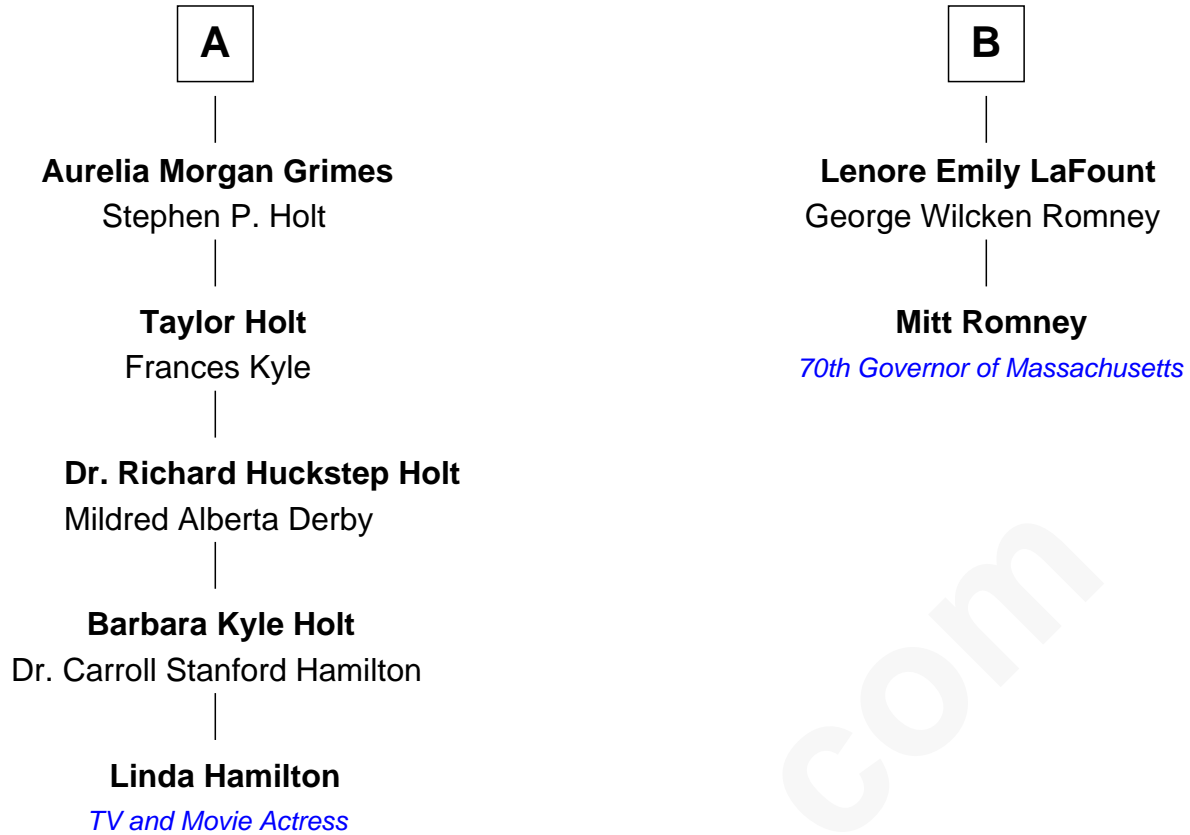 A
Aurelia Morgan Grimes
Stephen P. Holt
Taylor Holt
Frances Kyle
Dr. Richard Huckstep Holt
Mildred Alberta Derby
Barbara Kyle Holt
Dr. Carroll Stanford Hamilton
Linda Hamilton
TV and Movie Actress
B
Lenore Emily LaFount
George Wilcken Romney
Mitt Romney
70th Governor of Massachusetts
com